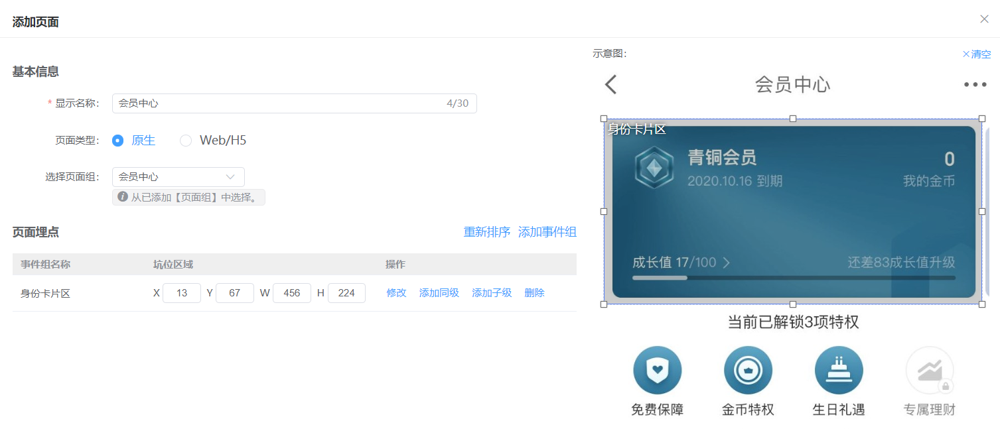 添加页面
基本信息
* 显示名称: 会员中心 4/30
页面类型: 原生 Web/H5
选择页面组: 会员中心
从已添加【页面组】中选择。
页面埋点 重新排序 添加事件组
事件组名称 坑位区域 操作
身份卡片区 X 13 Y 67 W 456 H 224 修改 添加同级 添加子级 删除
示意图: ×清空
会员中心
身份卡片区
青铜会员 0
2020.10.16 到期 我的金币
成长值 17/100 还差83成长值升级
当前已解锁3项特权
免费保障 金币特权 生日礼遇 专属理财